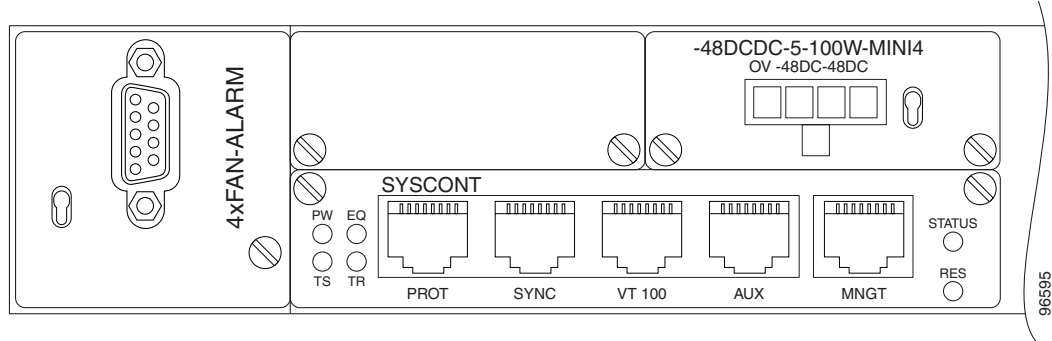 4xFAN-ALARM
-48DCDC-5-100W-MINI4
OV -48DC-48DC
SYSCONT
PW EQ
TS TR
PROT SYNC VT 100 AUX MNGT
STATUS
RES
96595